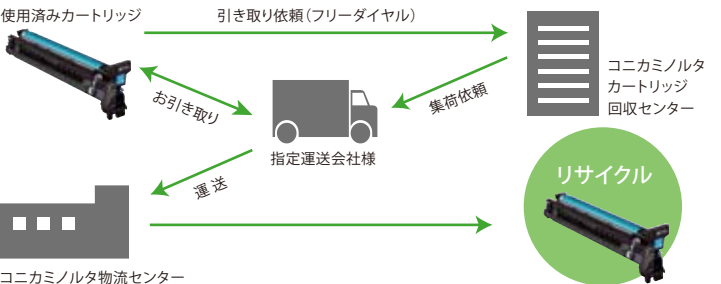 使用済みカートリッジ
引き取り依頼（フリーダイヤル）
コニカミノルタ
カートリッジ
回収センター
お引き取り
集荷依頼
指定運送会社様
運送
リサイクル
コニカミノルタ物流センター